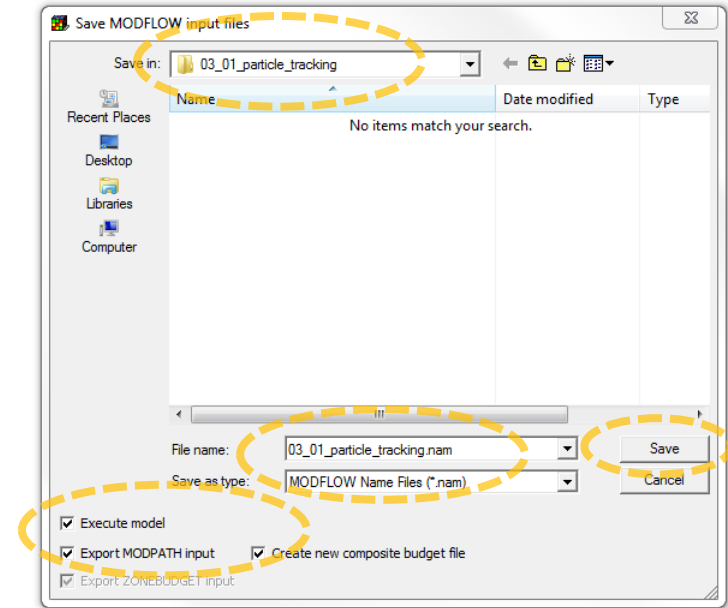 Save MODFLOW input files
Save in: 03_01_particle_tracking
Name Date modified Type
No items match your search.
Recent Places
Desktop
Libraries
Computer
File name: 03_01_particle_tracking.nam Save
Save as type: MODFLOW Name Files (*.nam) Cancel
Execute model
Export MODPATH input Create new composite budget file
Export ZONEBUDGET input